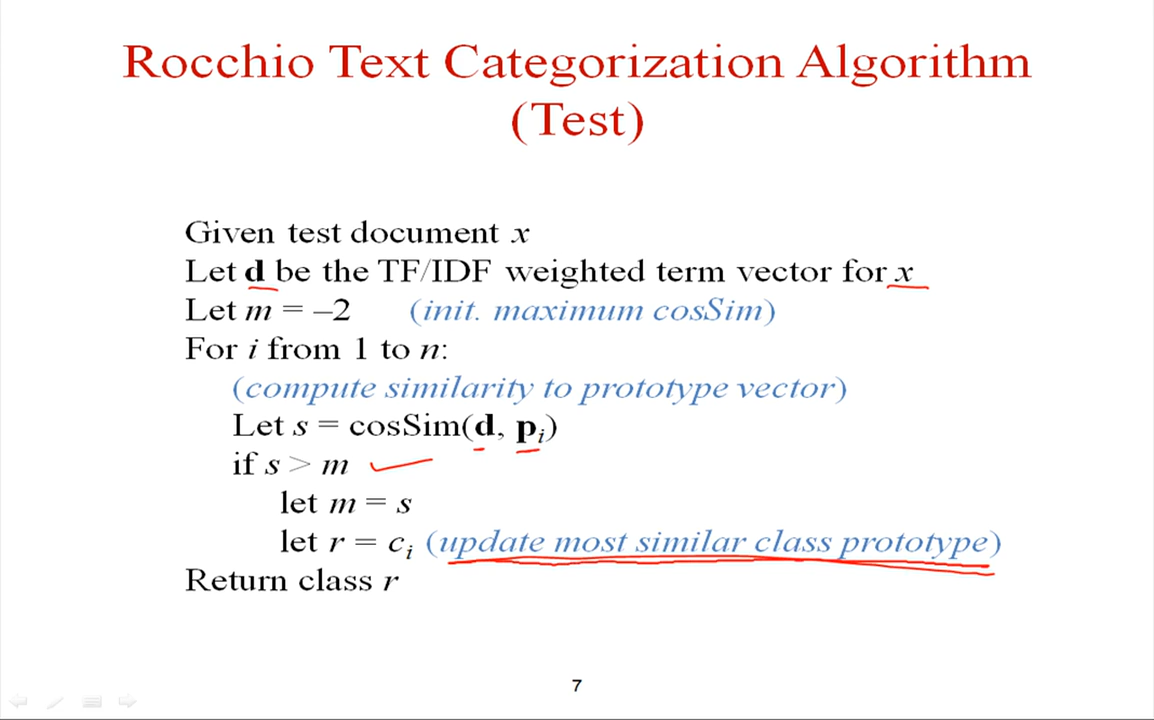 Rocchio Text Categorization Algorithm
(Test)
Given test document x
Let d be the TF/IDF weighted term vector for x
Let m = –2 (init. maximum cosSim)
For i from 1 to n:
(compute similarity to prototype vector)
Let s = cosSim(d, pᵢ)
if s > m
let m = s
let r = cᵢ (update most similar class prototype)
Return class r
7